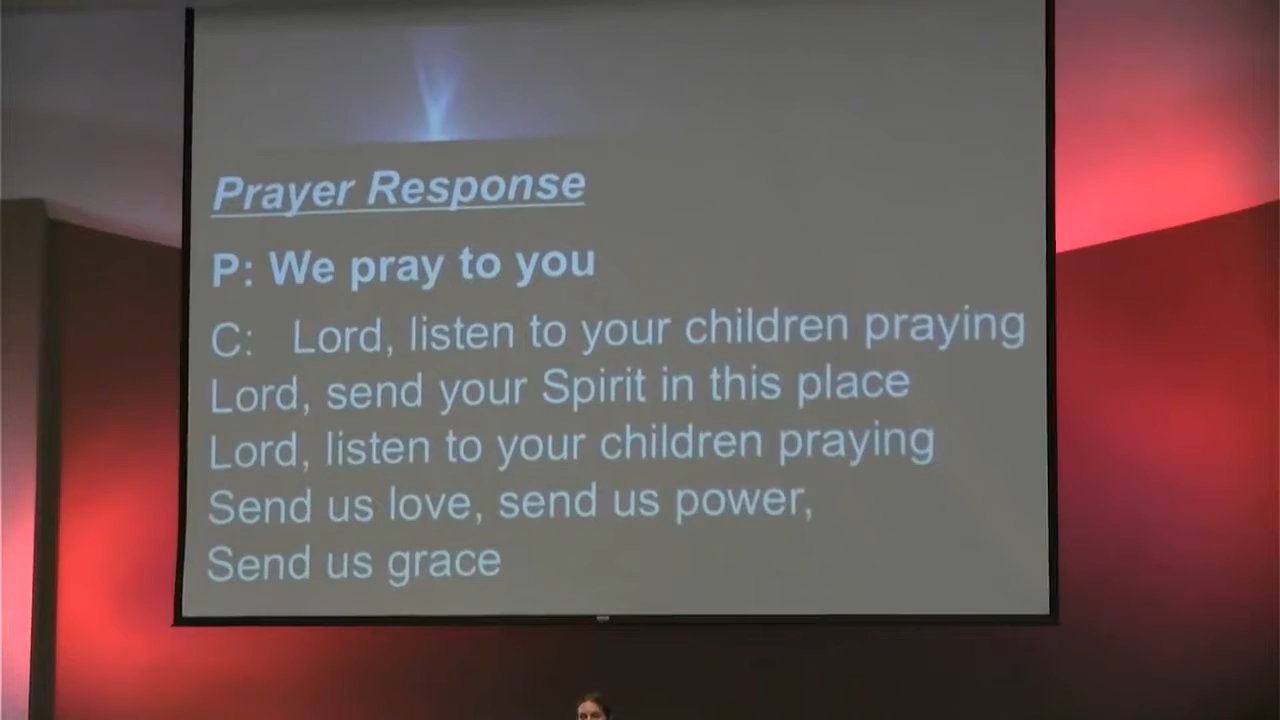 Prayer Response
P: We pray to you
C: Lord, listen to your children praying
Lord, send your Spirit in this place
Lord, listen to your children praying
Send us love, send us power,
Send us grace